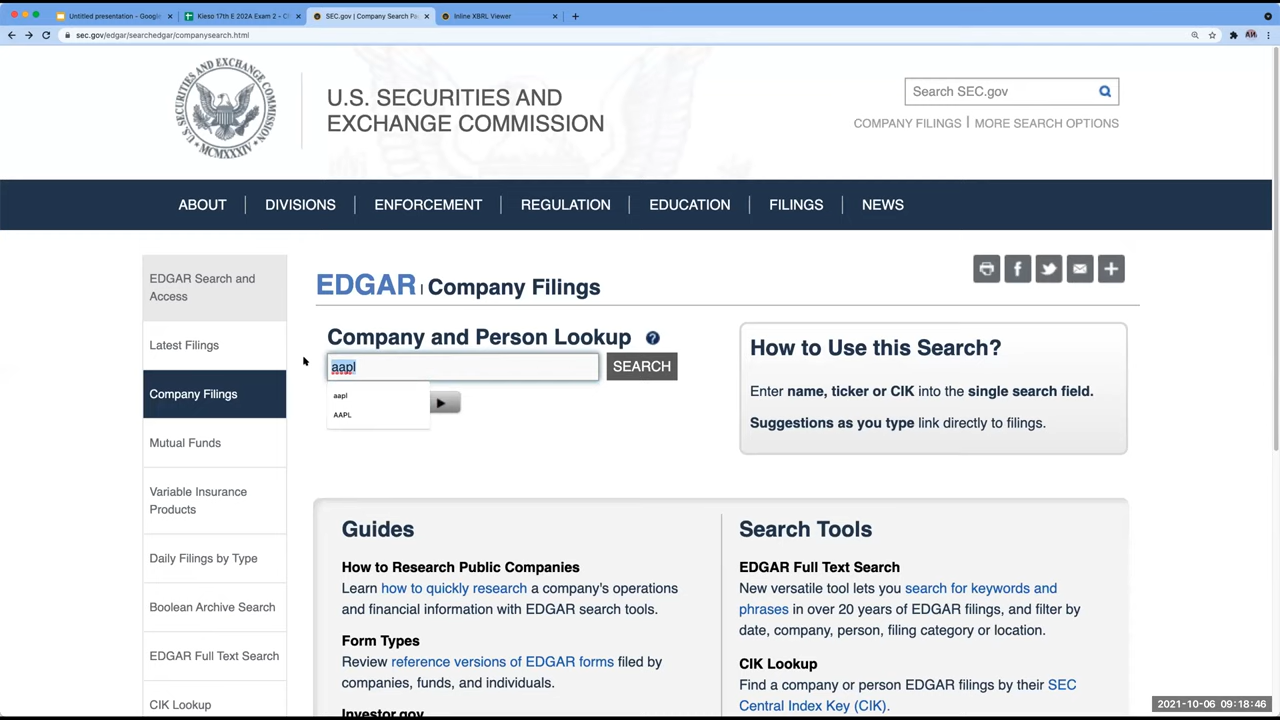 Untitled presentation - Google
Kieso 17th E 202A Exam 2 - C
SEC.gov | Company Search Pa
Inline XBRL Viewer
sec.gov/edgar/searchedgar/companysearch.html
U.S. SECURITIES AND EXCHANGE COMMISSION
MCMXXXIV
U.S. SECURITIES AND
EXCHANGE COMMISSION
Search SEC.gov
COMPANY FILINGS | MORE SEARCH OPTIONS
ABOUT
DIVISIONS
ENFORCEMENT
REGULATION
EDUCATION
FILINGS
NEWS
EDGAR Search and
Access
Latest Filings
Company Filings
Mutual Funds
Variable Insurance
Products
Daily Filings by Type
Boolean Archive Search
EDGAR Full Text Search
CIK Lookup
EDGAR | Company Filings
Company and Person Lookup
aapl
SEARCH
aapl
AAPL
How to Use this Search?
Enter name, ticker or CIK into the single search field.
Suggestions as you type link directly to filings.
Guides
How to Research Public Companies
Learn how to quickly research a company's operations
and financial information with EDGAR search tools.
Form Types
Review reference versions of EDGAR forms filed by
companies, funds, and individuals.
Investor.gov
Search Tools
EDGAR Full Text Search
New versatile tool lets you search for keywords and
phrases in over 20 years of EDGAR filings, and filter by
date, company, person, filing category or location.
CIK Lookup
Find a company or person EDGAR filings by their SEC
Central Index Key (CIK).
2021-10-06 09:18:46